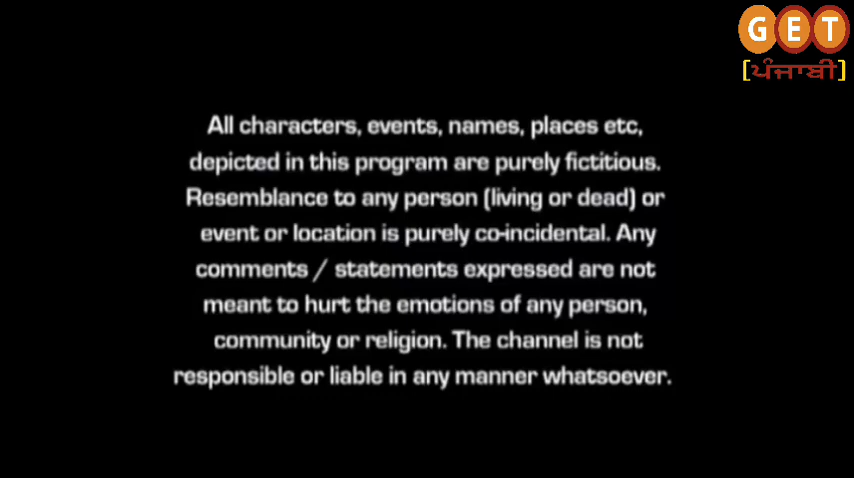 GET
[ਪੰਜਾਬੀ]
All characters, events, names, places etc,
depicted in this program are purely fictitious.
Resemblance to any person (living or dead) or
event or location is purely co-incidental. Any
comments / statements expressed are not
meant to hurt the emotions of any person,
community or religion. The channel is not
responsible or liable in any manner whatsoever.